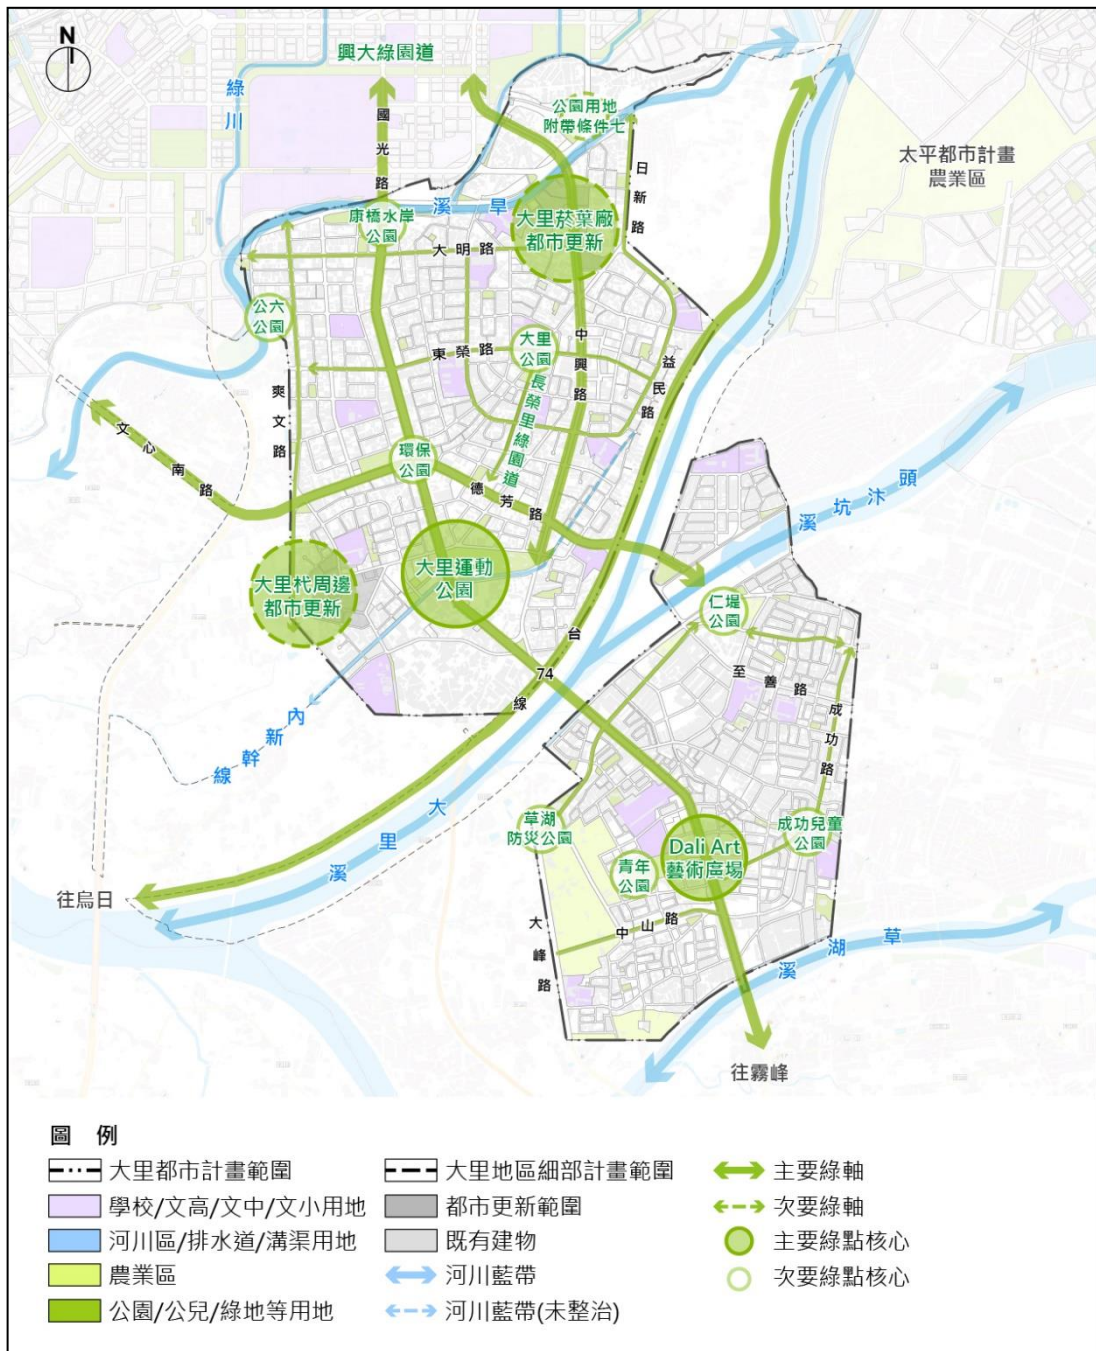 N
興大綠園道
綠川
國光路
公園用地
附帶條件七
日新路
太平都市計畫
農業區
康橋水岸
公園
溪旱
大里菸葉廠
都市更新
大明路
公六
公園
大里
公園
東榮路
中興路
益民路
爽文路
長榮里綠園道
文心南路
環保
公園
德芳路
溪坑汴頭
大里杙周邊
都市更新
大里運動
公園
仁堤
公園
台
74
線
至善路
成功路
線幹新內
溪里大
草湖
防災公園
Dali Art
藝術廣場
成功兒童
公園
青年
公園
往烏日
中山路
大峰路
溪湖草
往霧峰
圖 例
大里都市計畫範圍
大里地區細部計畫範圍
主要綠軸
學校/文高/文中/文小用地
都市更新範圍
次要綠軸
河川區/排水道/溝渠用地
既有建物
主要綠點核心
農業區
河川藍帶
次要綠點核心
公園/公兒/綠地等用地
河川藍帶(未整治)